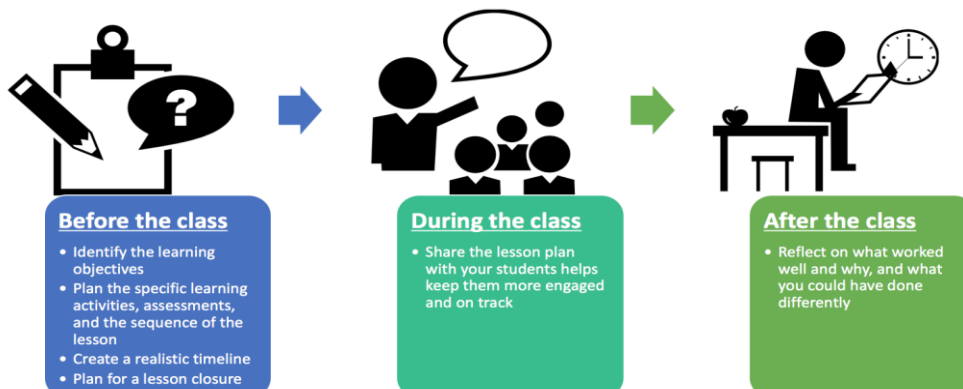 ?
Before the class
• Identify the learning
objectives
• Plan the specific learning
activities, assessments,
and the sequence of the
lesson
• Create a realistic timeline
• Plan for a lesson closure
During the class
• Share the lesson plan
with your students helps
keep them more engaged
and on track
After the class
• Reflect on what worked
well and why, and what
you could have done
differently